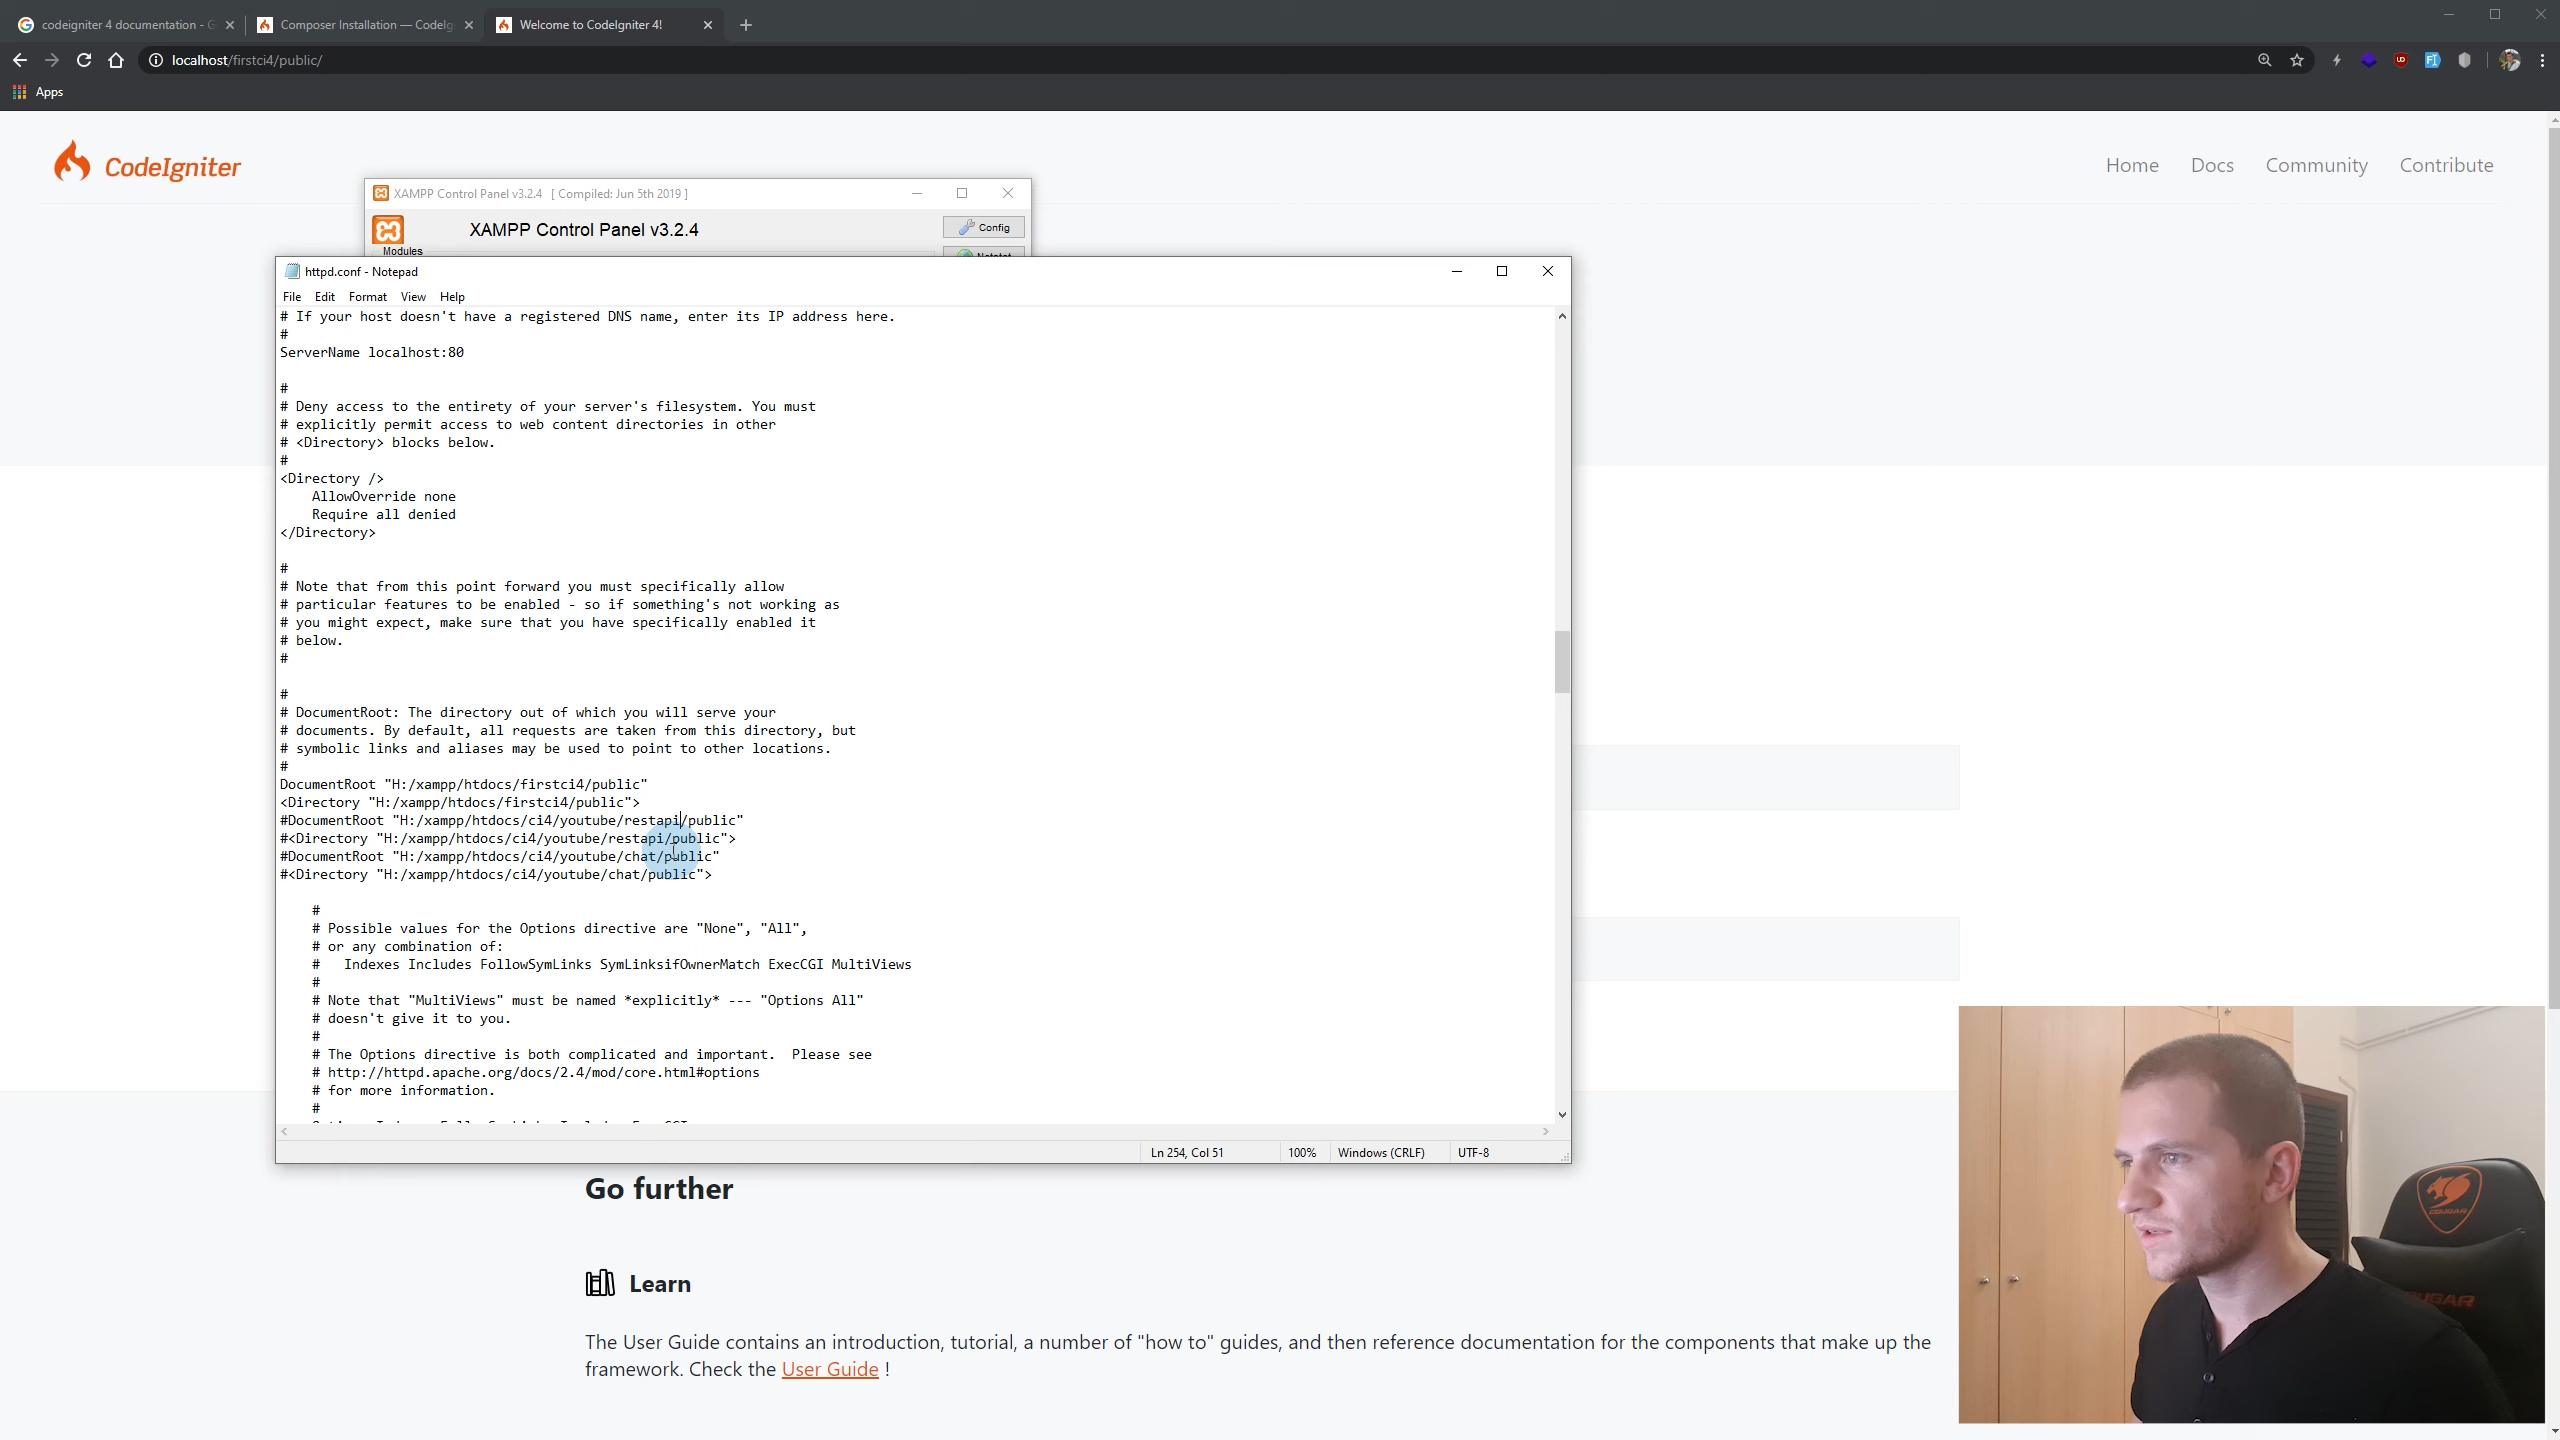 codeigniter 4 documentation - G
Composer Installation — CodeIg
Welcome to CodeIgniter 4!
localhost/firstci4/public/
Apps
CodeIgniter
Home
Docs
Community
Contribute
XAMPP Control Panel v3.2.4 [ Compiled: Jun 5th 2019 ]
XAMPP Control Panel v3.2.4
Config
Modules
Netstat
httpd.conf - Notepad
File Edit Format View Help
# If your host doesn't have a registered DNS name, enter its IP address here.
#
ServerName localhost:80
#
# Deny access to the entirety of your server's filesystem. You must
# explicitly permit access to web content directories in other
# <Directory> blocks below.
#
<Directory />
AllowOverride none
Require all denied
</Directory>
#
# Note that from this point forward you must specifically allow
# particular features to be enabled - so if something's not working as
# you might expect, make sure that you have specifically enabled it
# below.
#
#
# DocumentRoot: The directory out of which you will serve your
# documents. By default, all requests are taken from this directory, but
# symbolic links and aliases may be used to point to other locations.
#
DocumentRoot "H:/xampp/htdocs/firstci4/public"
<Directory "H:/xampp/htdocs/firstci4/public">
#DocumentRoot "H:/xampp/htdocs/ci4/youtube/restapi/public"
#<Directory "H:/xampp/htdocs/ci4/youtube/restapi/public">
#DocumentRoot "H:/xampp/htdocs/ci4/youtube/chat/public"
#<Directory "H:/xampp/htdocs/ci4/youtube/chat/public">
#
# Possible values for the Options directive are "None", "All",
# or any combination of:
#   Indexes Includes FollowSymLinks SymLinksifOwnerMatch ExecCGI MultiViews
#
# Note that "MultiViews" must be named *explicitly* --- "Options All"
# doesn't give it to you.
#
# The Options directive is both complicated and important.  Please see
# http://httpd.apache.org/docs/2.4/mod/core.html#options
# for more information.
#
Ln 254, Col 51
100%
Windows (CRLF)
UTF-8
Go further
Learn
The User Guide contains an introduction, tutorial, a number of "how to" guides, and then reference documentation for the components that make up the
framework. Check the User Guide !
COUGAR